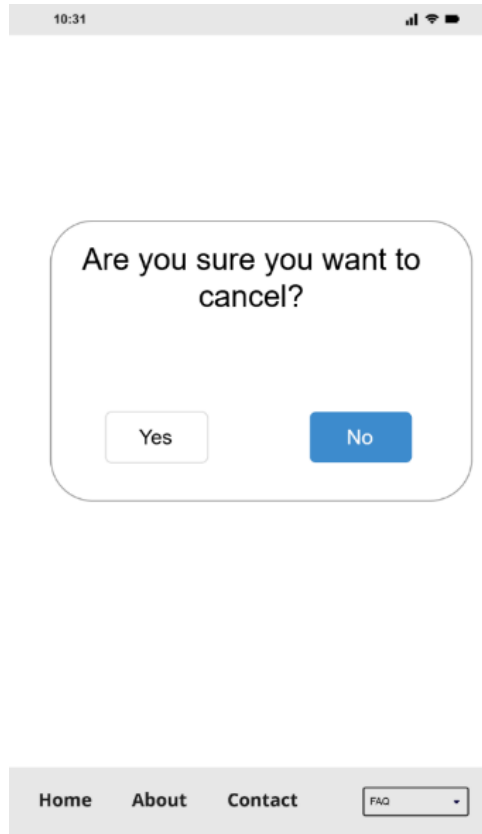 10:31
Are you sure you want to
cancel?
Yes No
Home About Contact FAQ